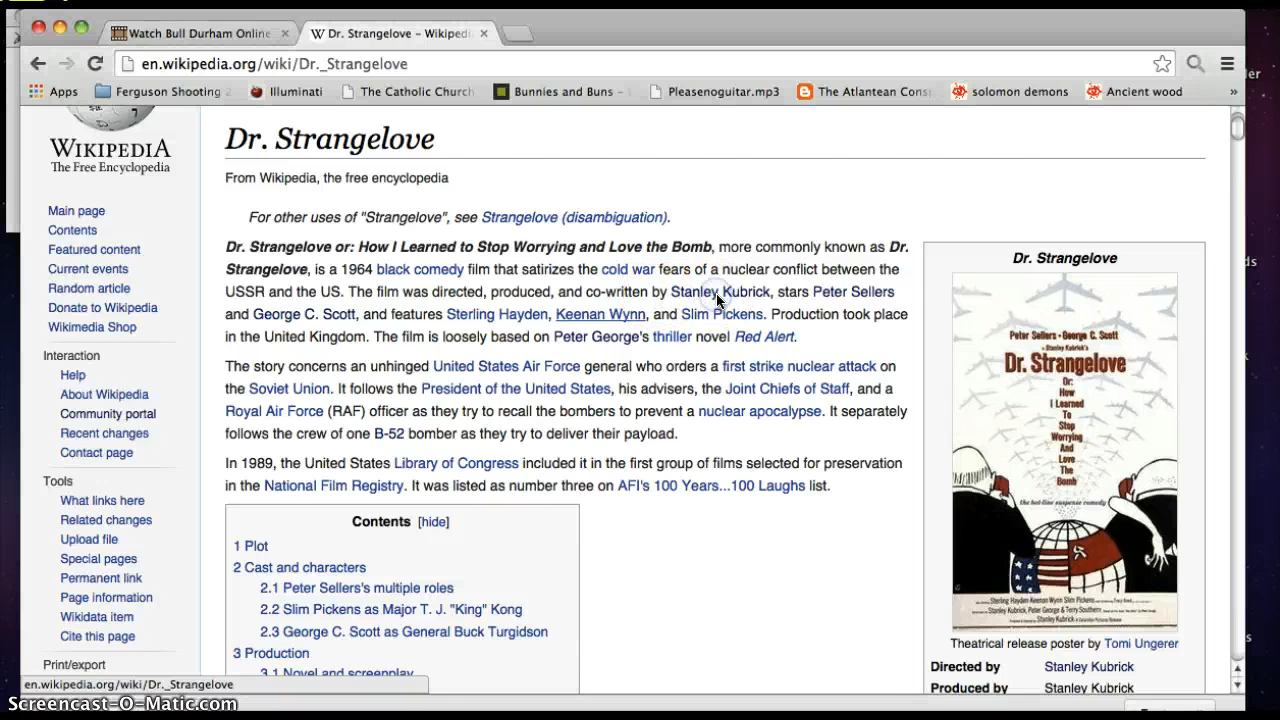 Watch Bull Durham Online
Dr. Strangelove – Wikipedi
en.wikipedia.org/wiki/Dr._Strangelove
Apps
Ferguson Shooting
Illuminati
The Catholic Church
Bunnies and Buns –
Pleasenoguitar.mp3
The Atlantean Cons
solomon demons
Ancient wood
»
WIKIPEDIA
The Free Encyclopedia
Main page
Contents
Featured content
Current events
Random article
Donate to Wikipedia
Wikimedia Shop
Interaction
Help
About Wikipedia
Community portal
Recent changes
Contact page
Tools
What links here
Related changes
Upload file
Special pages
Permanent link
Page information
Wikidata item
Cite this page
Print/export
Dr. Strangelove
From Wikipedia, the free encyclopedia
For other uses of "Strangelove", see Strangelove (disambiguation).
Dr. Strangelove or: How I Learned to Stop Worrying and Love the Bomb, more commonly known as Dr.
Strangelove, is a 1964 black comedy film that satirizes the cold war fears of a nuclear conflict between the
USSR and the US. The film was directed, produced, and co-written by Stanley Kubrick, stars Peter Sellers
and George C. Scott, and features Sterling Hayden, Keenan Wynn, and Slim Pickens. Production took place
in the United Kingdom. The film is loosely based on Peter George's thriller novel Red Alert.
The story concerns an unhinged United States Air Force general who orders a first strike nuclear attack on
the Soviet Union. It follows the President of the United States, his advisers, the Joint Chiefs of Staff, and a
Royal Air Force (RAF) officer as they try to recall the bombers to prevent a nuclear apocalypse. It separately
follows the crew of one B-52 bomber as they try to deliver their payload.
In 1989, the United States Library of Congress included it in the first group of films selected for preservation
in the National Film Registry. It was listed as number three on AFI's 100 Years...100 Laughs list.
Contents [hide]
1 Plot
2 Cast and characters
2.1 Peter Sellers's multiple roles
2.2 Slim Pickens as Major T. J. "King" Kong
2.3 George C. Scott as General Buck Turgidson
3 Production
3.1 Novel and screenplay
Dr. Strangelove
Peter Sellers · George C. Scott
Stanley Kubrick's
Dr. Strangelove
Or:
How
I Learned
To
Stop
Worrying
And
Love
The
Bomb
the hot-line suspense comedy
Theatrical release poster by Tomi Ungerer
Directed by Stanley Kubrick
Produced by Stanley Kubrick
en.wikipedia.org/wiki/Dr._Strangelove
Screencast-O-Matic.com